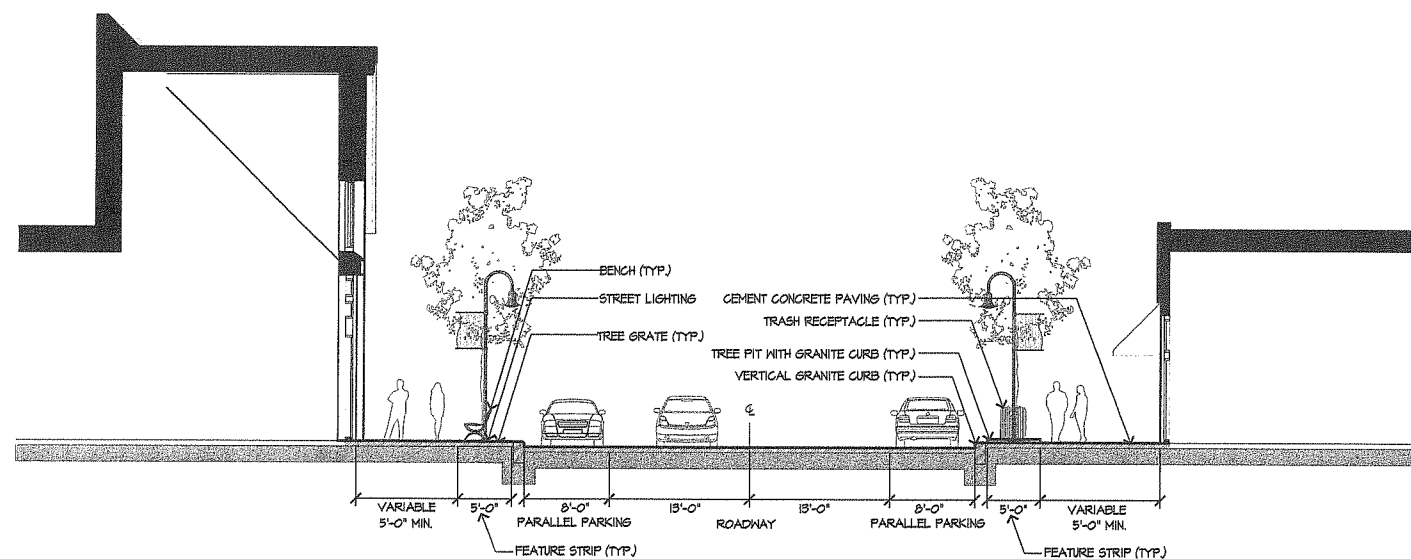 BENCH (TYP.)
STREET LIGHTING
TREE GRATE (TYP.)
CEMENT CONCRETE PAVING (TYP.)
TRASH RECEPTACLE (TYP.)
TREE PIT WITH GRANITE CURB (TYP.)
VERTICAL GRANITE CURB (TYP.)
℄
VARIABLE
5'-0" MIN.
5'-0"
8'-0"
PARALLEL PARKING
13'-0"
ROADWAY
13'-0"
8'-0"
PARALLEL PARKING
5'-0"
VARIABLE
5'-0" MIN.
FEATURE STRIP (TYP.)
FEATURE STRIP (TYP.)